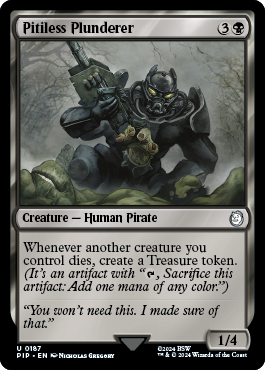 Pitiless Plunderer 3
Creature — Human Pirate
Whenever another creature you
control dies, create a Treasure token.
(It's an artifact with “, Sacrifice this
artifact: Add one mana of any color.”)
“You won't need this. I made sure
of that.”
1/4
U 0187
PIP • EN Nicholas Gregory
©2024 BSW
™ & © 2024 Wizards of the Coast